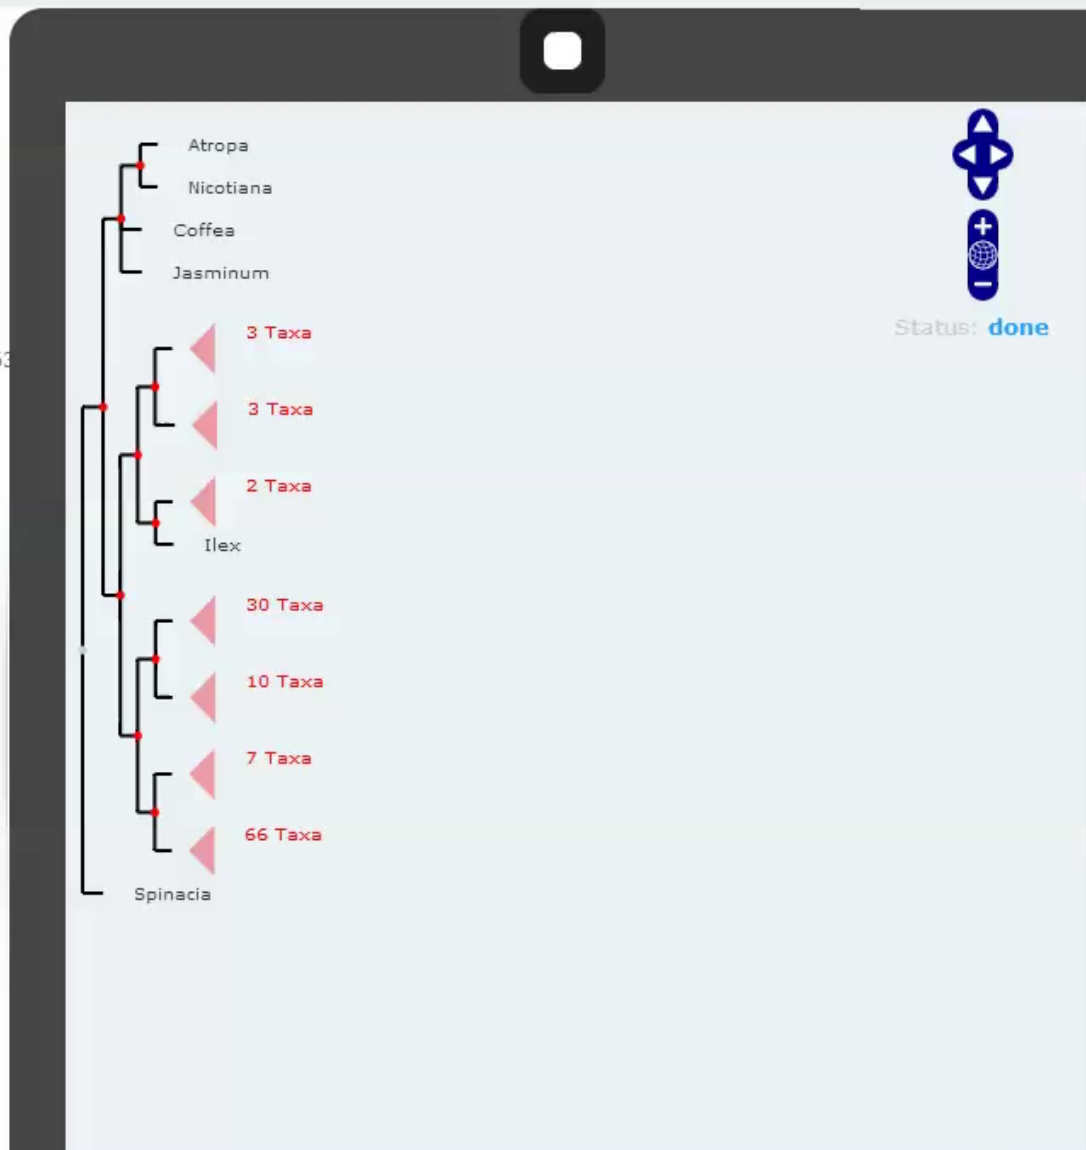 Atropa
Nicotiana
Coffea
Jasminum
3 Taxa
Status: done
3 Taxa
2 Taxa
Ilex
30 Taxa
10 Taxa
7 Taxa
66 Taxa
Spinacia